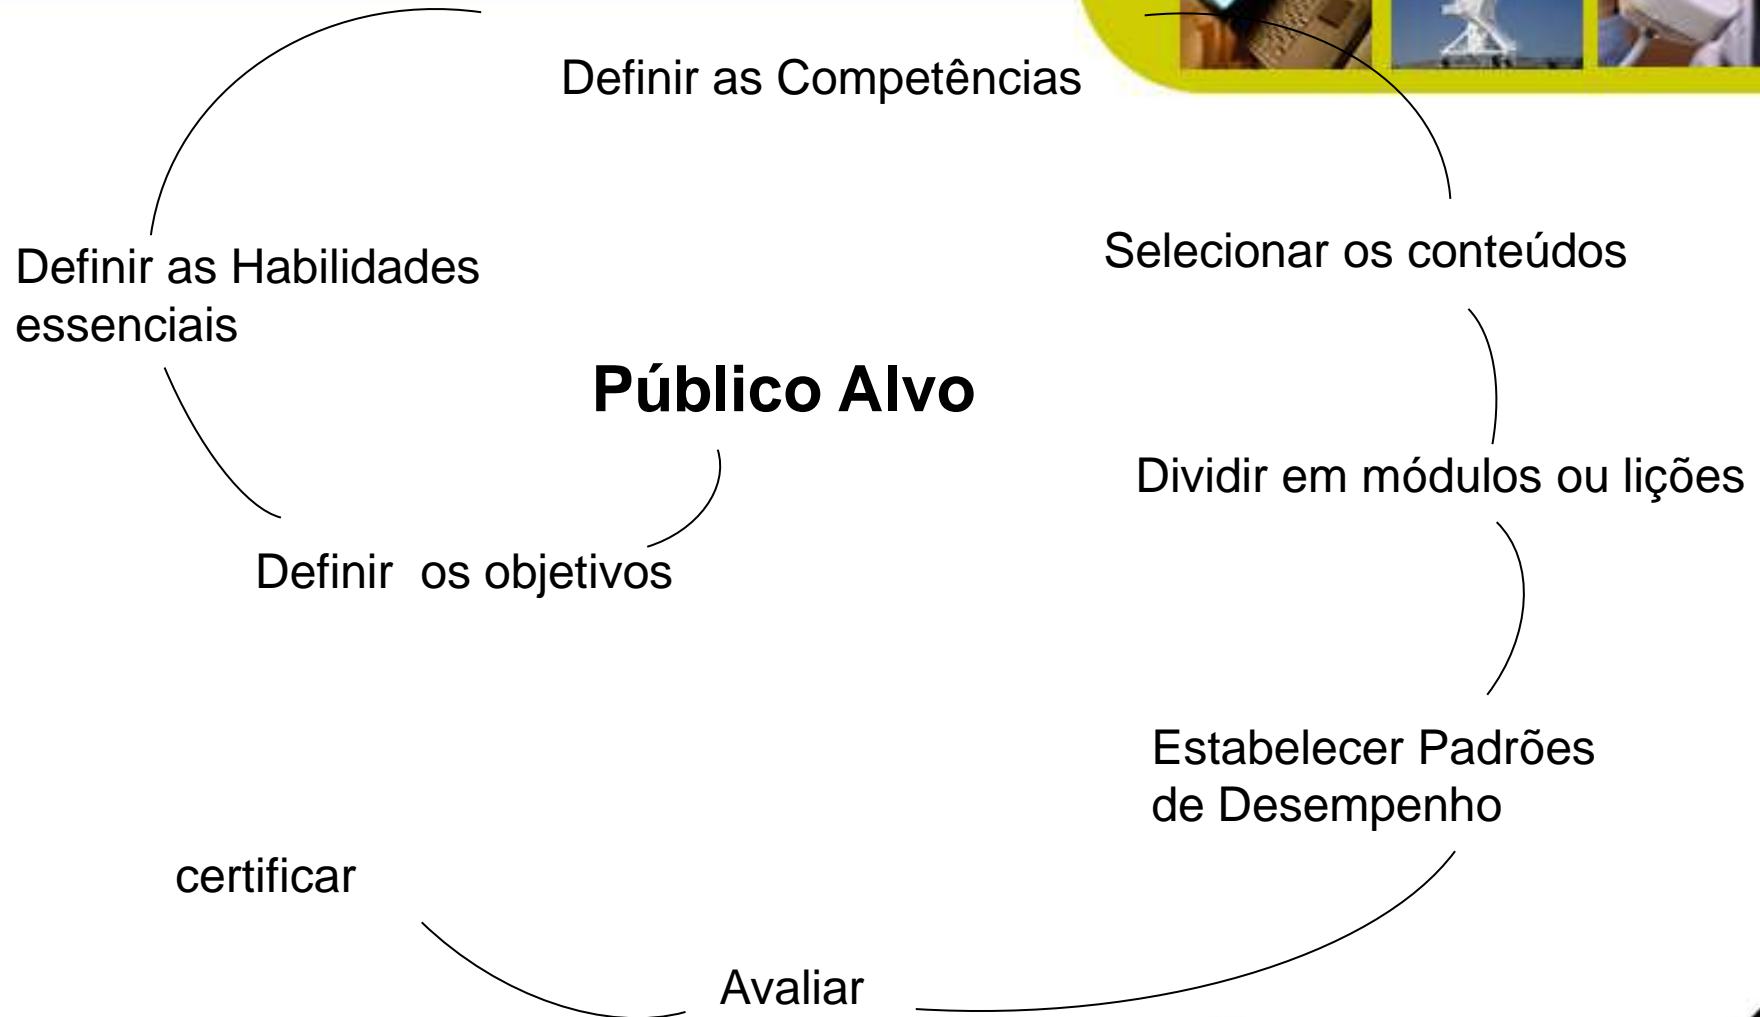 Definir as Competências
Selecionar os conteúdos
Definir as Habilidades
essenciais
Público Alvo
Dividir em módulos ou lições
Definir  os objetivos
Estabelecer Padrões
de Desempenho
certificar
Avaliar